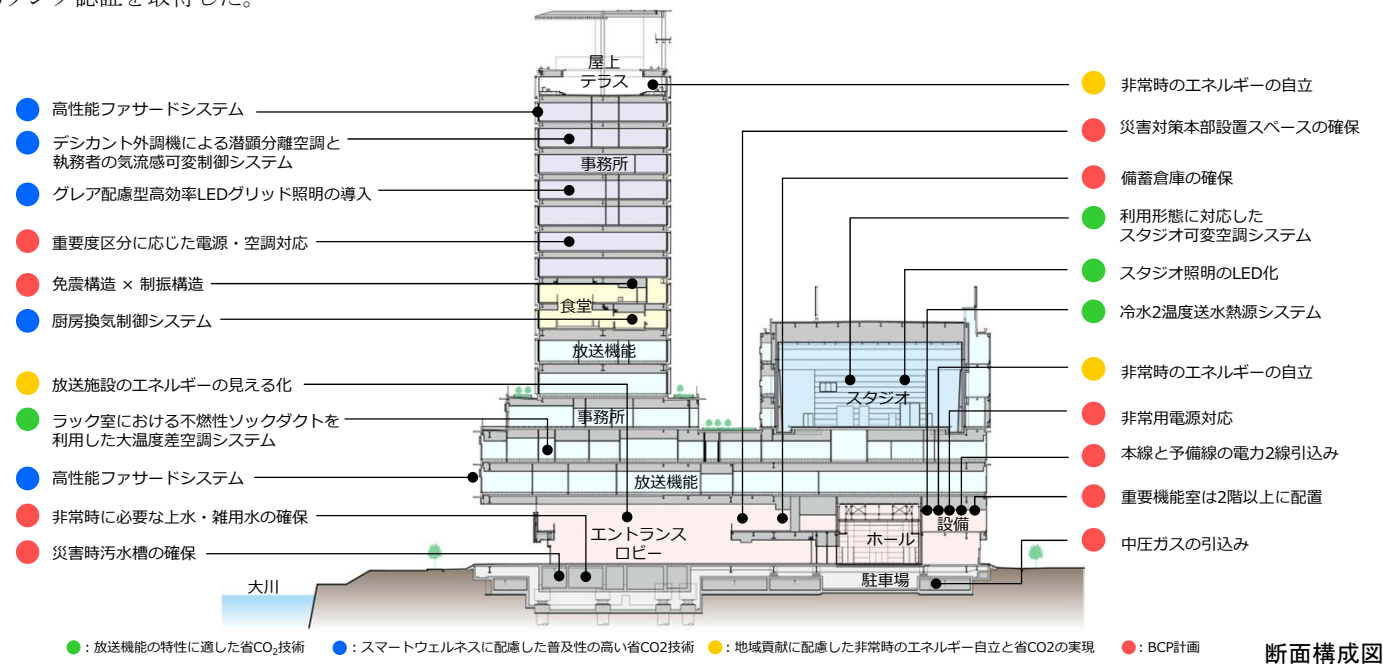 屋上
テラス
高性能ファサードシステム
デシカント外調機による潜顕分離空調と
執務者の気流感可変制御システム
グレア配慮型高効率LEDグリッド照明の導入
重要度区分に応じた電源・空調対応
免震構造 × 制振構造
厨房換気制御システム
放送施設のエネルギーの見える化
ラック室における不燃性ソックダクトを
利用した大温度差空調システム
高性能ファサードシステム
非常時に必要な上水・雑用水の確保
災害時汚水槽の確保
大川
事務所
食堂
放送機能
事務所
放送機能
エントランス
ロビー
スタジオ
ホール
設備
駐車場
非常時のエネルギーの自立
災害対策本部設置スペースの確保
備蓄倉庫の確保
利用形態に対応した
スタジオ可変空調システム
スタジオ照明のLED化
冷水2温度送水熱源システム
非常時のエネルギーの自立
非常用電源対応
本線と予備線の電力2線引込み
重要機能室は2階以上に配置
中圧ガスの引込み
：放送機能の特性に適した省CO₂技術
：スマートウェルネスに配慮した普及性の高い省CO2技術
：地域貢献に配慮した非常時のエネルギー自立と省CO2の実現
：BCP計画
断面構成図